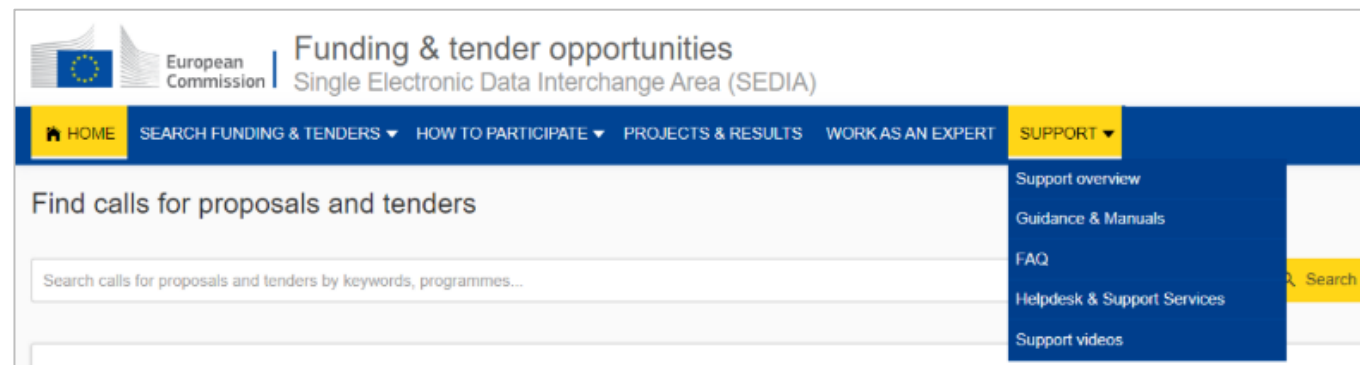 European
Commission
Funding & tender opportunities
Single Electronic Data Interchange Area (SEDIA)
HOME SEARCH FUNDING & TENDERS HOW TO PARTICIPATE PROJECTS & RESULTS WORK AS AN EXPERT SUPPORT
Support overview
Find calls for proposals and tenders
Guidance & Manuals
FAQ
Search calls for proposals and tenders by keywords, programmes...
Search
Helpdesk & Support Services
Support videos